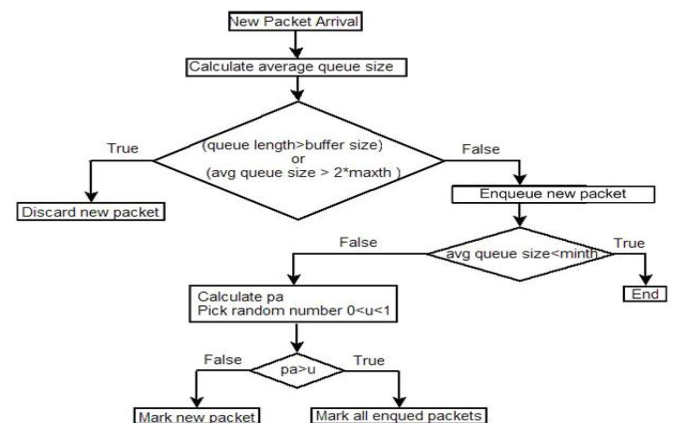 New Packet Arrival
Calculate average queue size
(queue length>buffer size)
or
(avg queue size > 2*maxth )
True
False
Discard new packet
Enqueue new packet
avg queue size<minth
False
True
End
Calculate pa
Pick random number 0<u<1
pa>u
False
True
Mark new packet
Mark all enqued packets